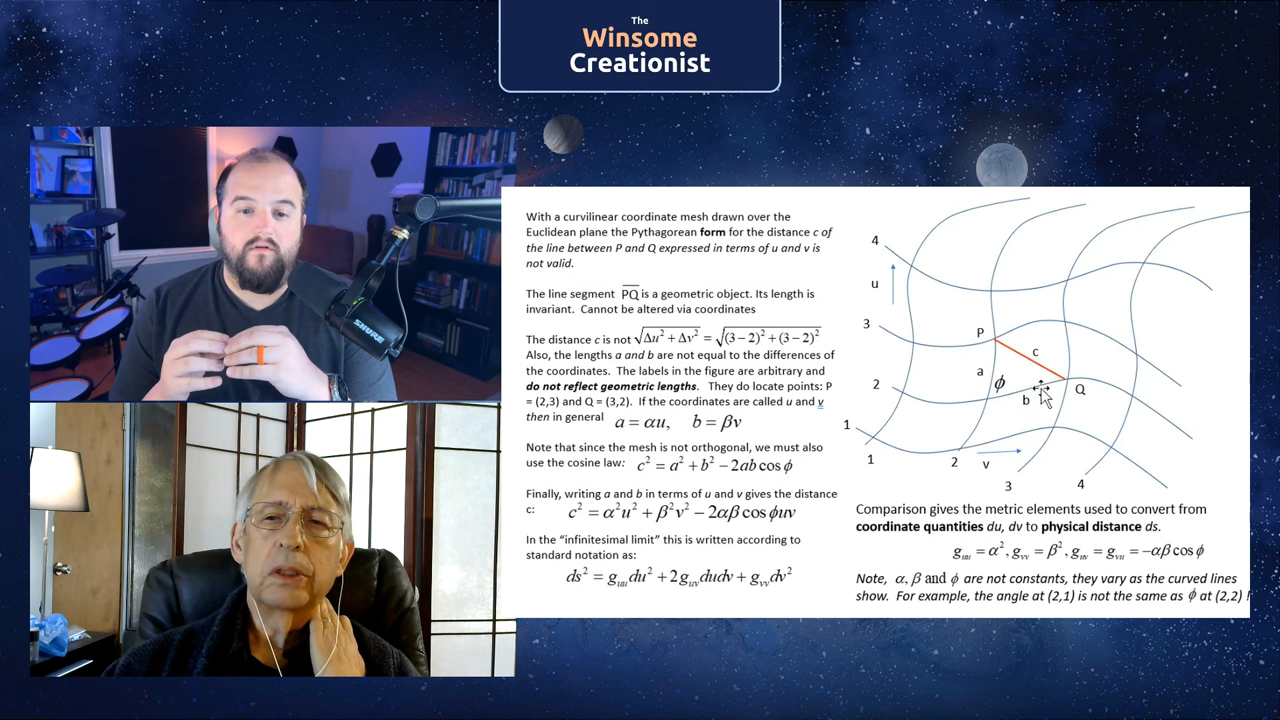 The
Winsome
Creationist
SHURE
With a curvilinear coordinate mesh drawn over the
Euclidean plane the Pythagorean form for the distance c of
the line between P and Q expressed in terms of u and v is
not valid.
The line segment \overline{PQ} is a geometric object. Its length is
invariant. Cannot be altered via coordinates
The distance c is not √(Δu² + Δv²) = √((3−2)² + (3−2)²
Also, the lengths a and b are not equal to the differences of
the coordinates. The labels in the figure are arbitrary and
do not reflect geometric lengths. They do locate points: P
= (2,3) and Q = (3,2). If the coordinates are called u and v
then in general a = αu, b = βv
Note that since the mesh is not orthogonal, we must also
use the cosine law: c² = a² + b² − 2ab cos ϕ
Finally, writing a and b in terms of u and v gives the distance
c: c² = α²u² + β²v² − 2αβ cos ϕuv
In the “infinitesimal limit” this is written according to
standard notation as:
ds² = g_uu du² + 2g_uv dudv + g_vv dv²
4
u
3
P
c
a
2
ϕ
b
Q
1
1
2
v
3
4
Comparison gives the metric elements used to convert from
coordinate quantities du, dv to physical distance ds.
g_uu = α², g_vv = β², g_uv = g_vu = −αβ cos ϕ
Note, α, β and ϕ are not constants, they vary as the curved lines
show. For example, the angle at (2,1) is not the same as ϕ at (2,2) !